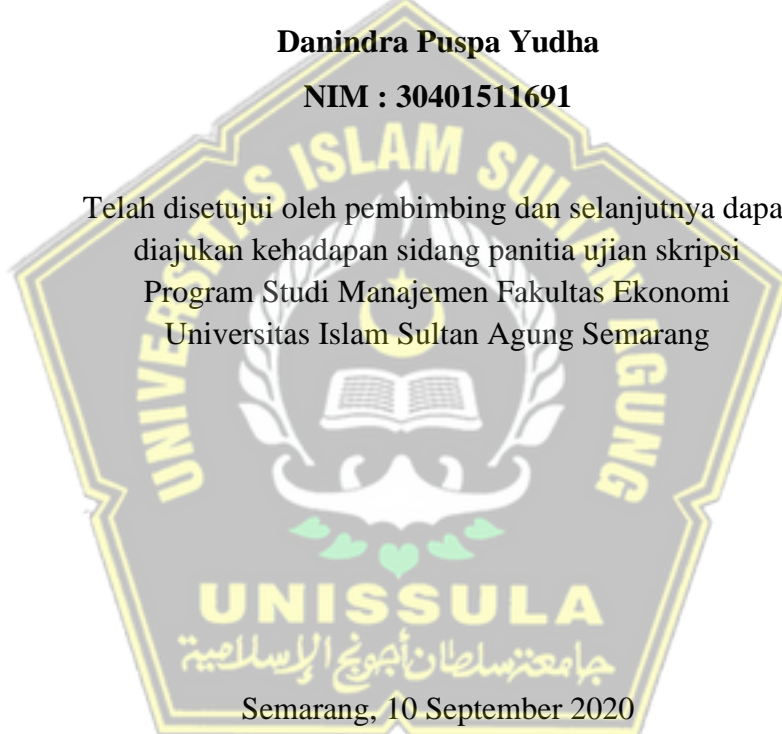 Danindra Puspa Yudha
NIM : 30401511691
UNIVERSITAS ISLAM SULTAN AGUNG
Telah disetujui oleh pembimbing dan selanjutnya dapa
diajukan kehadapan sidang panitia ujian skripsi
Program Studi Manajemen Fakultas Ekonomi
Universitas Islam Sultan Agung Semarang
UNISSULA
جامعة سلطان أجونج الإسلامية
Semarang, 10 September 2020